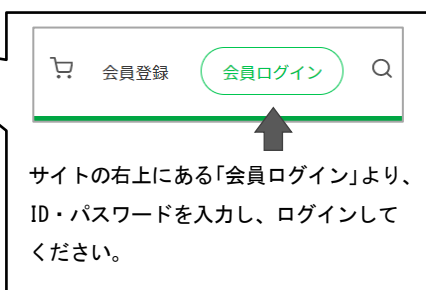 会員登録 会員ログイン
サイトの右上にある「会員ログイン」より、
ID・パスワードを入力し、ログインして
ください。